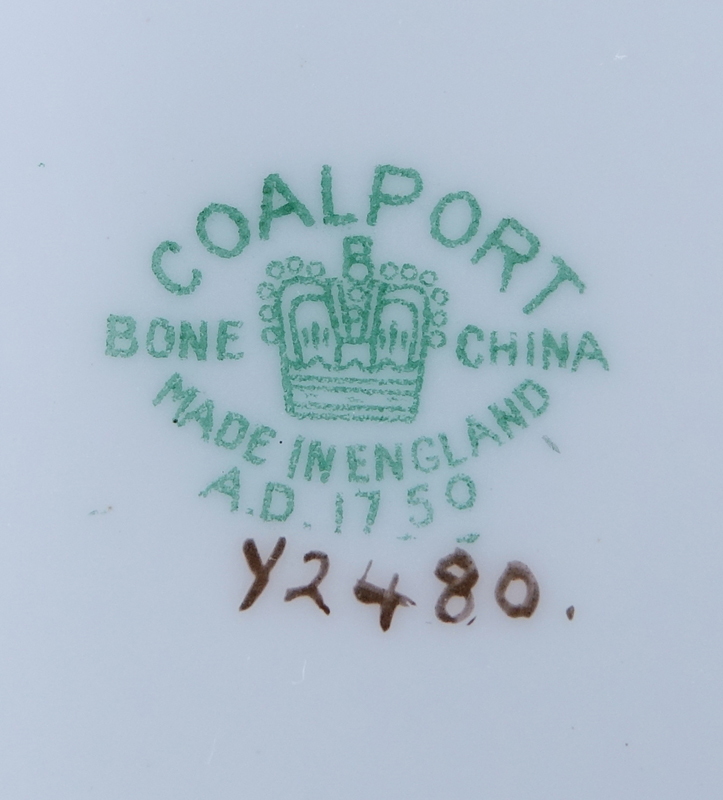 COALPORT
BONE CHINA
MADE IN ENGLAND
A.D. 1750
Y2480.